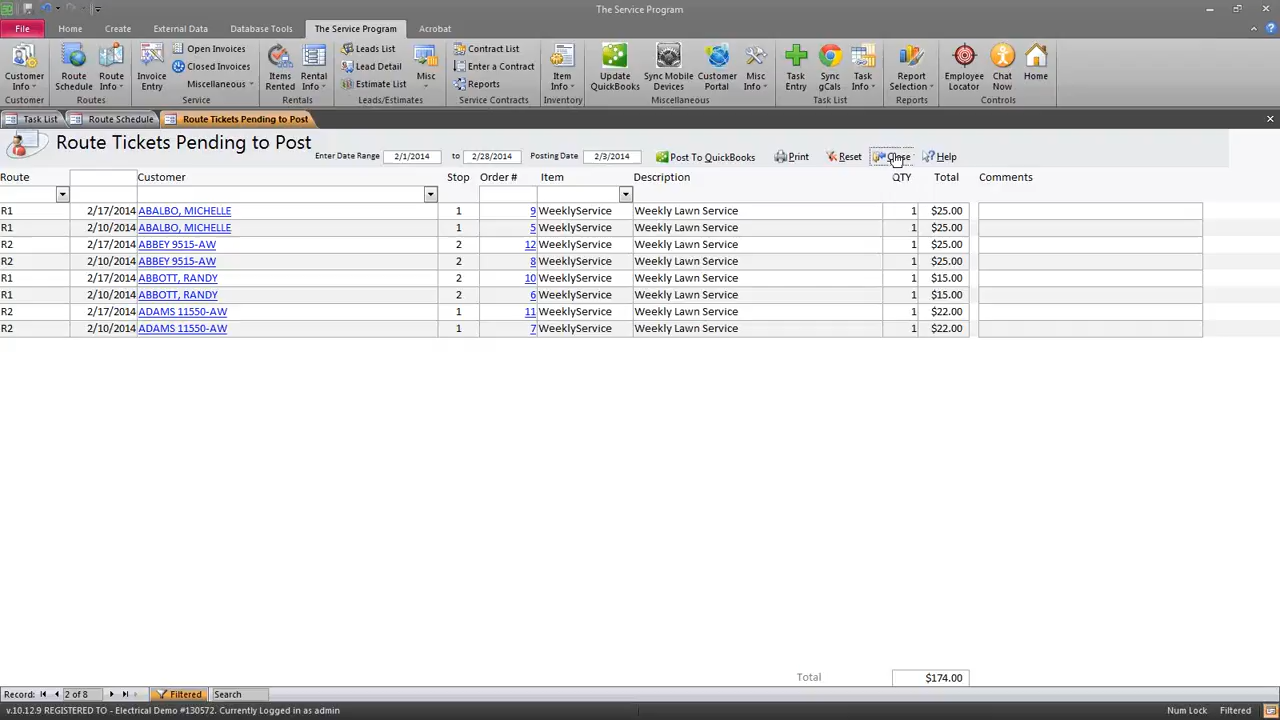 The Service Program
File Home Create External Data Database Tools The Service Program Acrobat
Customer Info Route Schedule Route Info Invoice Entry Open Invoices Closed Invoices Miscellaneous Items Rented Rental Info Leads List Lead Detail Estimate List Misc Contract List Enter a Contract Reports Item Info Update QuickBooks Sync Mobile Devices Customer Portal Misc Info Task Entry Sync gCals Task Info Report Selection Employee Locator Chat Now Home
Customer Routes Service Rentals Leads/Estimates Service Contracts Inventory Miscellaneous Task List Reports Controls
Task List Route Schedule Route Tickets Pending to Post
Route Tickets Pending to Post Enter Date Range 2/1/2014 to 2/28/2014 Posting Date 2/3/2014 Post To QuickBooks Print Reset Close Help
Route Customer Stop Order # Item Description QTY Total Comments
R1 2/17/2014 ABALBO, MICHELLE 1 9 WeeklyService Weekly Lawn Service 1 $25.00
R1 2/10/2014 ABALBO, MICHELLE 1 5 WeeklyService Weekly Lawn Service 1 $25.00
R2 2/17/2014 ABBEY 9515-AW 2 12 WeeklyService Weekly Lawn Service 1 $25.00
R2 2/10/2014 ABBEY 9515-AW 2 8 WeeklyService Weekly Lawn Service 1 $25.00
R1 2/17/2014 ABBOTT, RANDY 2 10 WeeklyService Weekly Lawn Service 1 $15.00
R1 2/10/2014 ABBOTT, RANDY 2 6 WeeklyService Weekly Lawn Service 1 $15.00
R2 2/17/2014 ADAMS 11550-AW 1 11 WeeklyService Weekly Lawn Service 1 $22.00
R2 2/10/2014 ADAMS 11550-AW 1 7 WeeklyService Weekly Lawn Service 1 $22.00
Total $174.00
Record: 2 of 8 Filtered Search
v.10.12.9 REGISTERED TO - Electrical Demo #130572. Currently Logged in as admin Num Lock Filtered